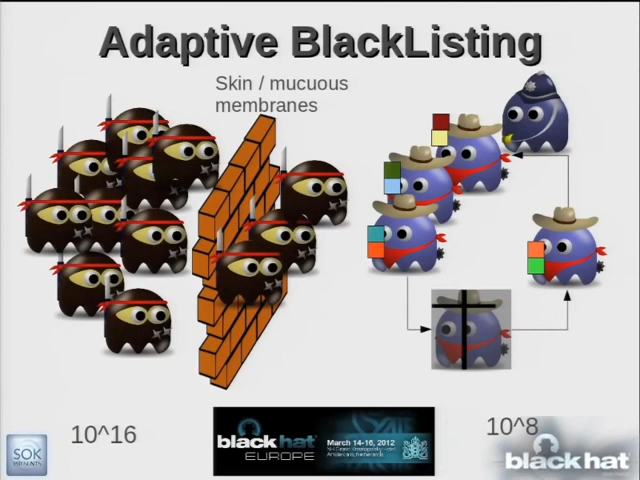 Adaptive BlackListing
Skin / mucuous
membranes
10^16
10^8
SOK
black hat
EUROPE
March 14-16, 2012
black hat